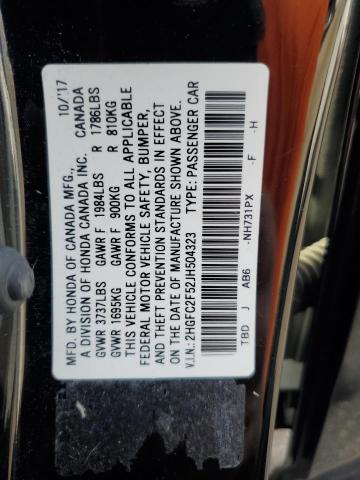 MFD. BY HONDA OF CANADA MFG., 10/'17
A DIVISION OF HONDA CANADA INC. CANADA
GVWR 3737LBS GAWR F 1984LBS R 1786LBS
GVWR 1695KG GAWR F 900KG R 810KG
THIS VEHICLE CONFORMS TO ALL APPLICABLE
FEDERAL MOTOR VEHICLE SAFETY, BUMPER,
AND THEFT PREVENTION STANDARDS IN EFFECT
ON THE DATE OF MANUFACTURE SHOWN ABOVE.
V.I.N.: 2HGFC2F52JH504323 TYPE: PASSENGER CAR
TBD J AB6 -NH731PX -F -H